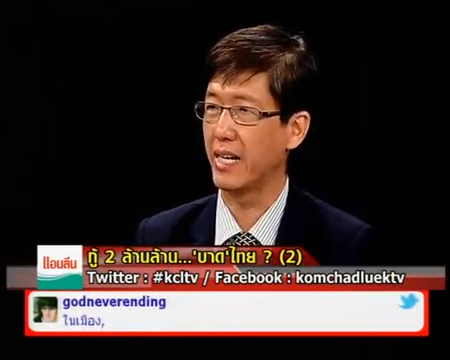 แอนลีน
กู้ 2 ล้านล้าน...'บาด'ไทย ? (2)
Twitter : #kcltv / Facebook : komchadluektv
godneverending
ในเมือง,